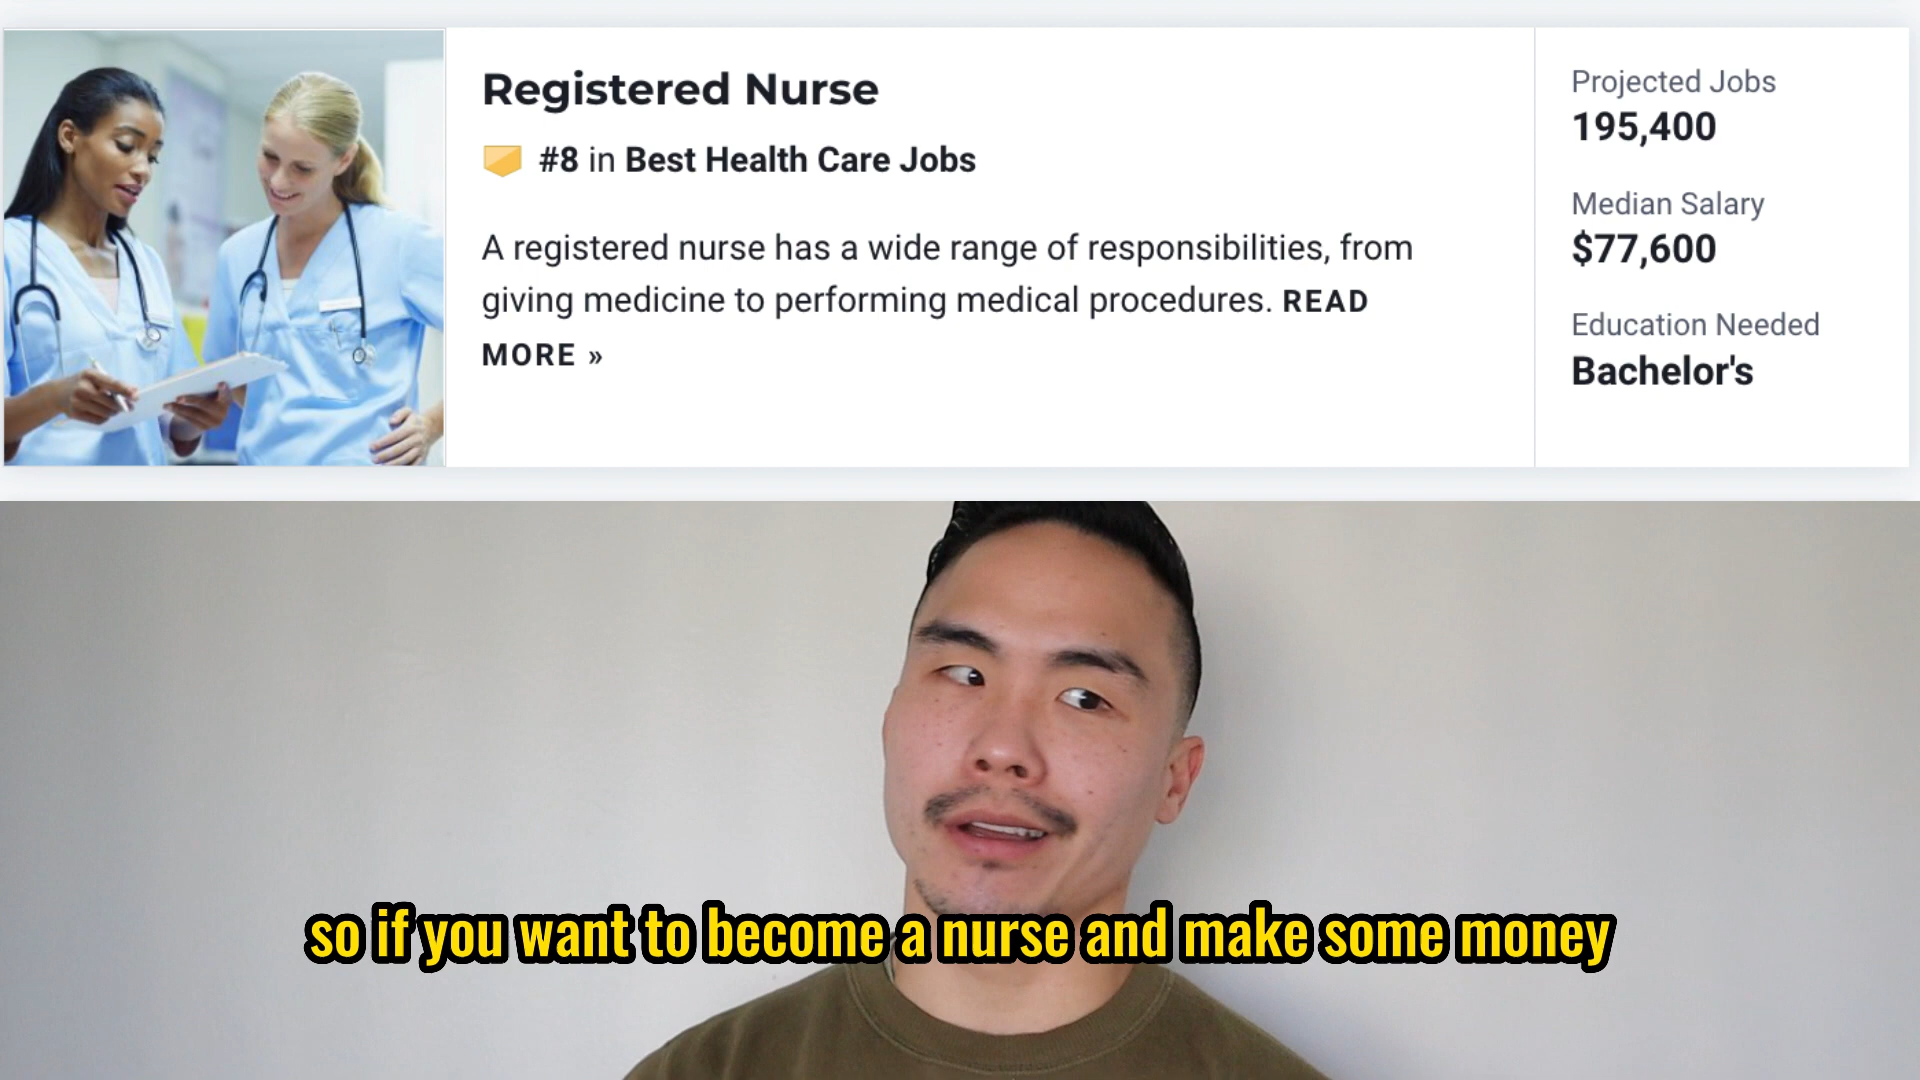 Registered Nurse
#8 in Best Health Care Jobs
A registered nurse has a wide range of responsibilities, from
giving medicine to performing medical procedures. READ
MORE »
Projected Jobs
195,400
Median Salary
$77,600
Education Needed
Bachelor's
so if you want to become a nurse and make some money